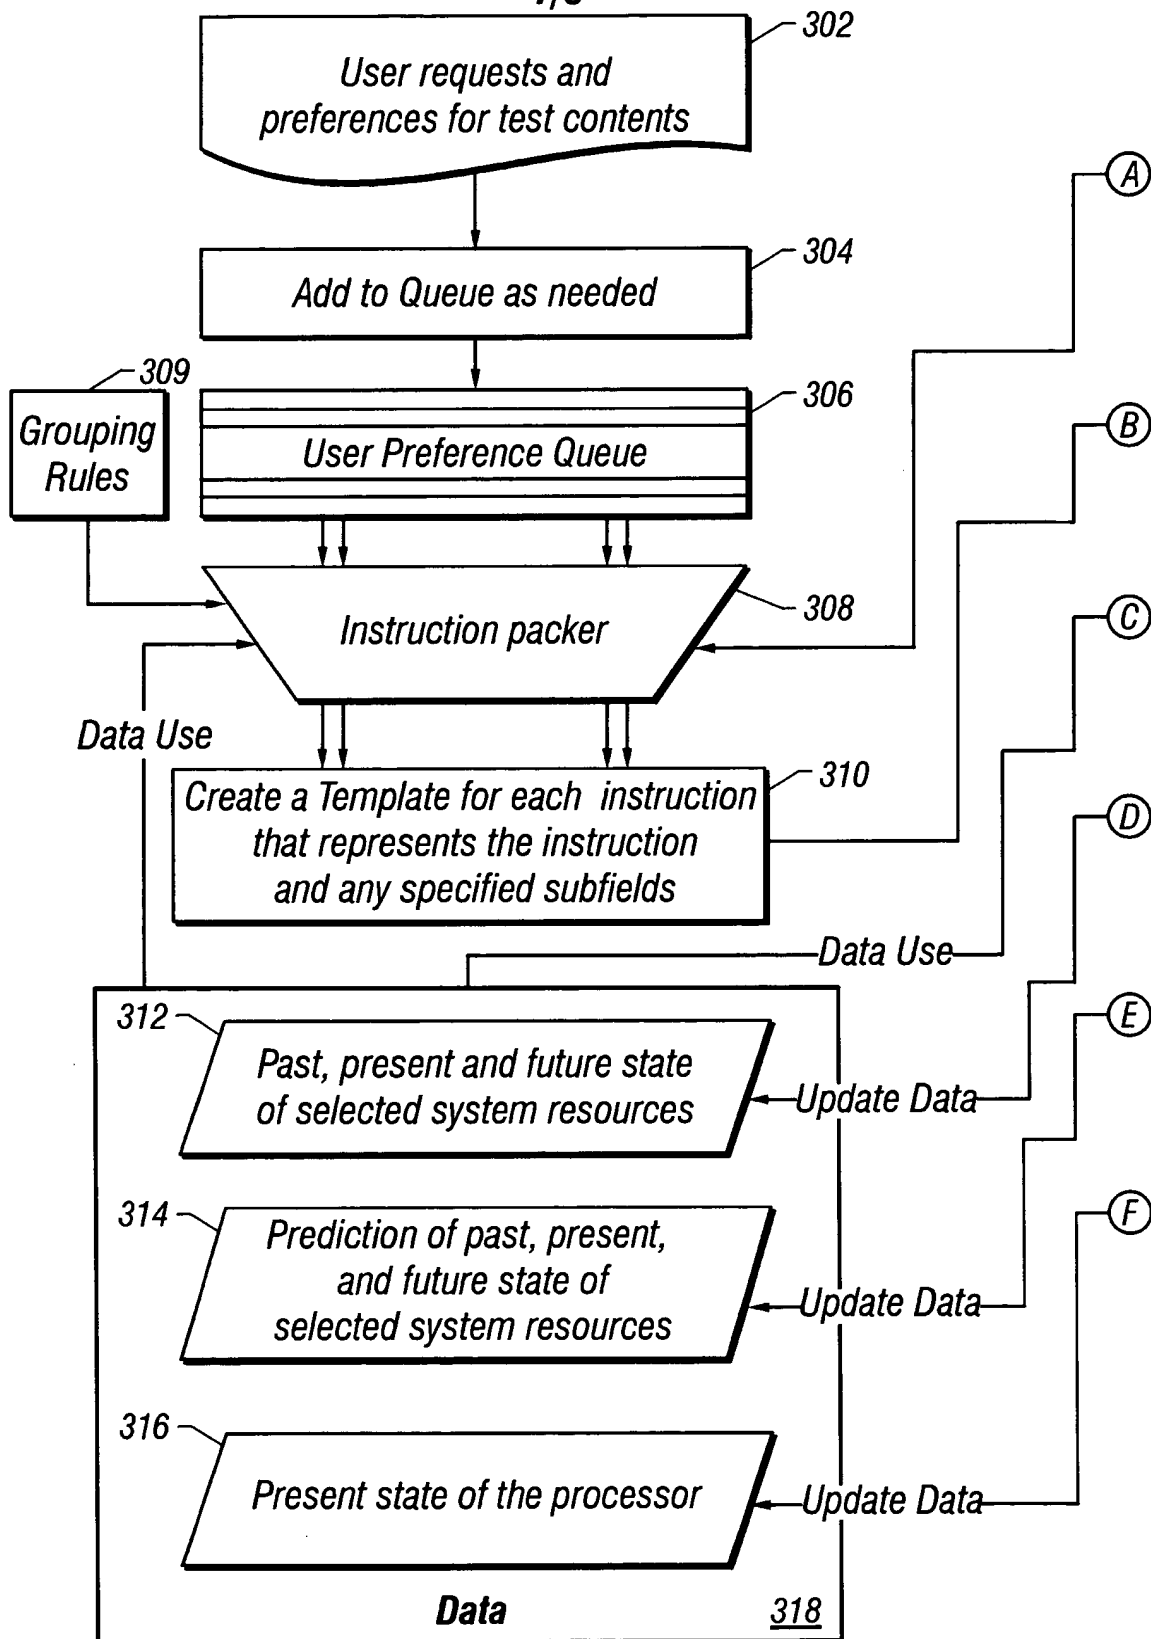 302
User requests and
preferences for test contents
A
304
Add to Queue as needed
309
Grouping
Rules
306
User Preference Queue
B
308
Instruction packer
C
Data Use
310
Create a Template for each instruction
that represents the instruction
and any specified subfields
D
Data Use
312
Past, present and future state
of selected system resources
E
Update Data
314
Prediction of past, present,
and future state of
selected system resources
F
Update Data
316
Present state of the processor
Update Data
Data
318